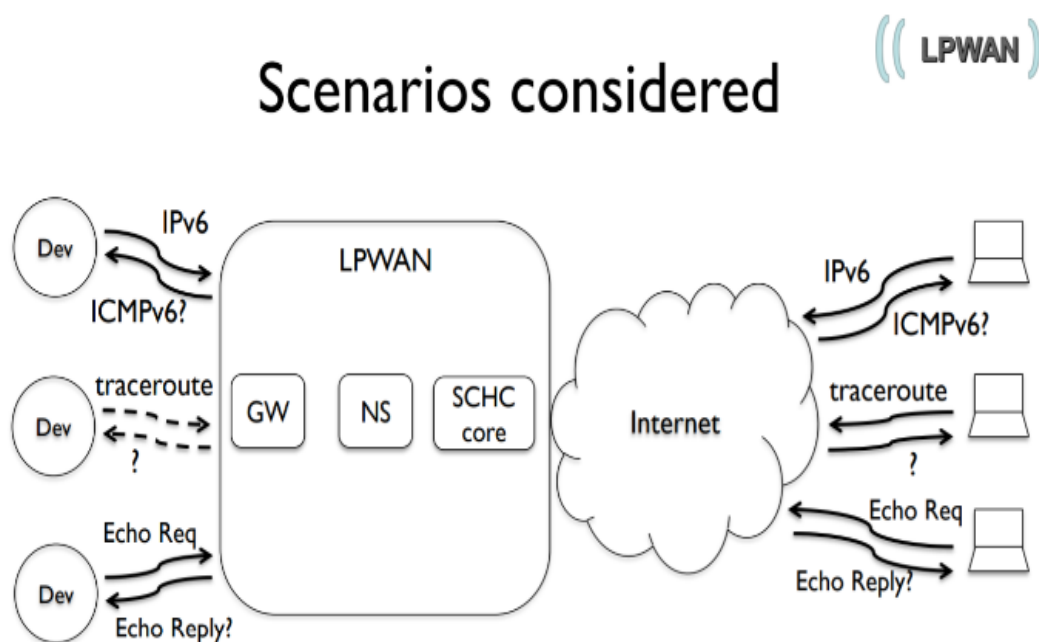 LPWAN
Scenarios considered
Dev
IPv6
ICMPv6?
LPWAN
IPv6
ICMPv6?
Dev
traceroute
?
GW
NS
SCHC
core
Internet
traceroute
?
Dev
Echo Req
Echo Reply?
Echo Req
Echo Reply?